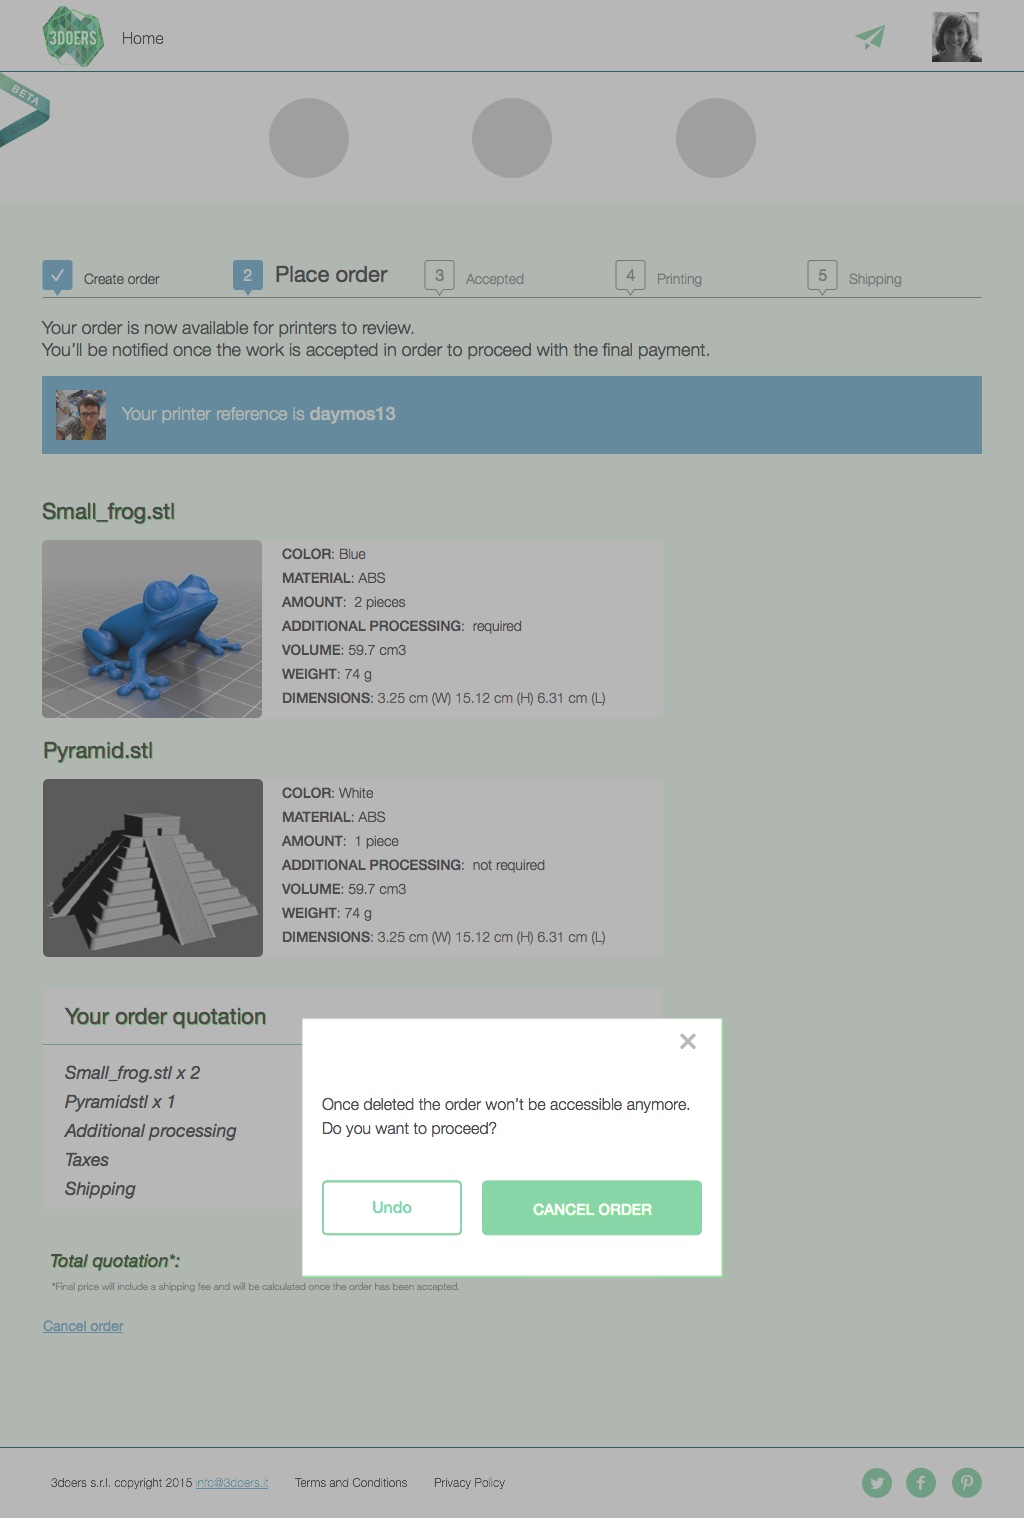 3DOERS
Home
BETA
Create order
2
Place order
3
Accepted
4
Printing
5
Shipping
Your order is now available for printers to review.
You'll be notified once the work is accepted in order to proceed with the final payment.
Your printer reference is daymos13
Small_frog.stl
COLOR: Blue
MATERIAL: ABS
AMOUNT:  2 pieces
ADDITIONAL PROCESSING:  required
VOLUME: 59.7 cm3
WEIGHT: 74 g
DIMENSIONS: 3.25 cm (W) 15.12 cm (H) 6.31 cm (L)
Pyramid.stl
COLOR: White
MATERIAL: ABS
AMOUNT:  1 piece
ADDITIONAL PROCESSING:  not required
VOLUME: 59.7 cm3
WEIGHT: 74 g
DIMENSIONS: 3.25 cm (W) 15.12 cm (H) 6.31 cm (L)
Your order quotation
Small_frog.stl x 2
Pyramidstl x 1
Additional processing
Taxes
Shipping
Once deleted the order won't be accessible anymore.
Do you want to proceed?
Undo
CANCEL ORDER
Total quotation*:
*Final price will include a shipping fee and will be calculated once the order has been accepted.
Cancel order
3doers s.r.l. copyright 2015 info@3doers.it
Terms and Conditions
Privacy Policy